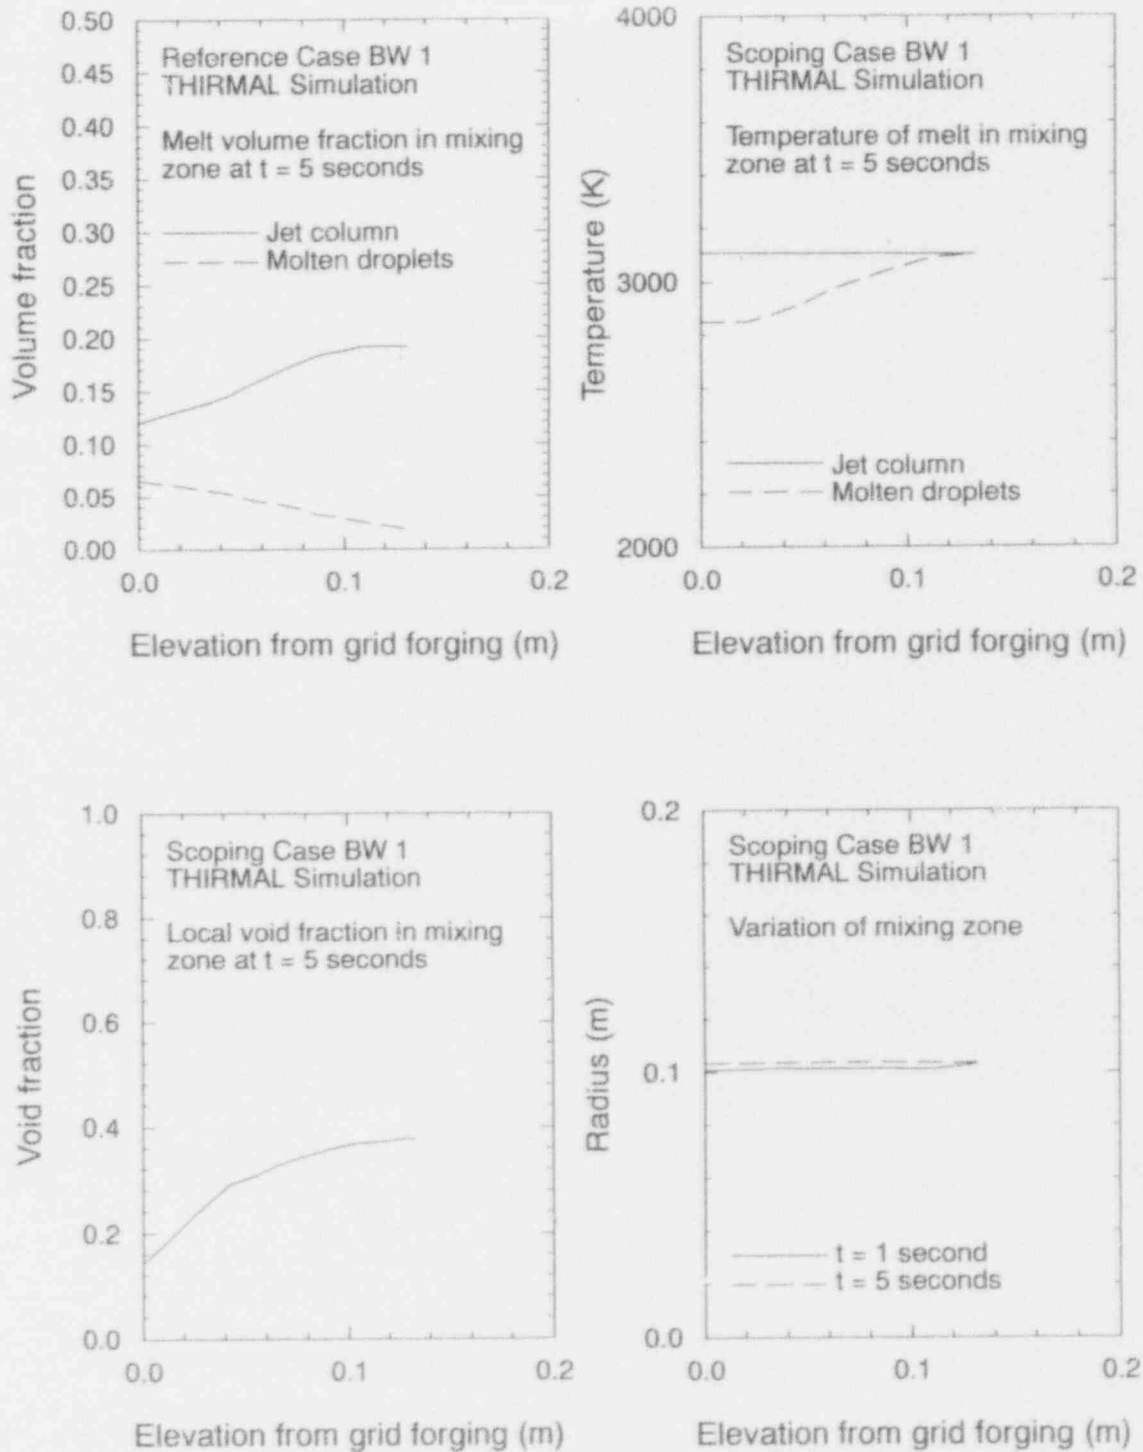 0.50
0.45
0.40
0.35
0.30
0.25
0.20
0.15
0.10
0.05
0.00
Volume fraction
Reference Case BW 1
THIRMAL Simulation
Melt volume fraction in mixing
zone at t = 5 seconds
Jet column
Molten droplets
0.0
0.1
0.2
Elevation from grid forging (m)
4000
3000
2000
Temperature (K)
Scoping Case BW 1
THIRMAL Simulation
Temperature of melt in mixing
zone at t = 5 seconds
Jet column
Molten droplets
0.0
0.1
0.2
Elevation from grid forging (m)
1.0
0.8
0.6
0.4
0.2
0.0
Void fraction
Scoping Case BW 1
THIRMAL Simulation
Local void fraction in mixing
zone at t = 5 seconds
0.0
0.1
0.2
Elevation from grid forging (m)
0.2
0.1
0.0
Radius (m)
Scoping Case BW 1
THIRMAL Simulation
Variation of mixing zone
t = 1 second
t = 5 seconds
0.0
0.1
0.2
Elevation from grid forging (m)